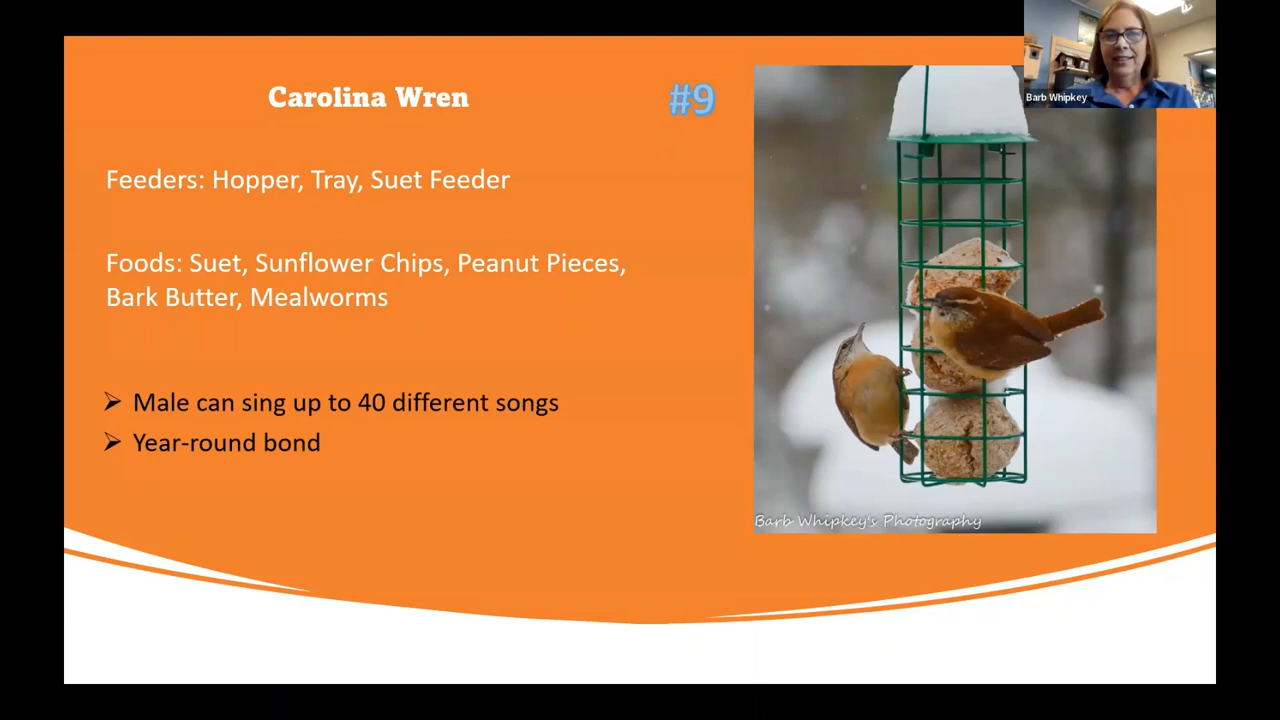 Carolina Wren
#9
Barb Whipkey
Feeders: Hopper, Tray, Suet Feeder
Foods: Suet, Sunflower Chips, Peanut Pieces,
Bark Butter, Mealworms
Male can sing up to 40 different songs
Year-round bond
Barb Whipkey's Photography